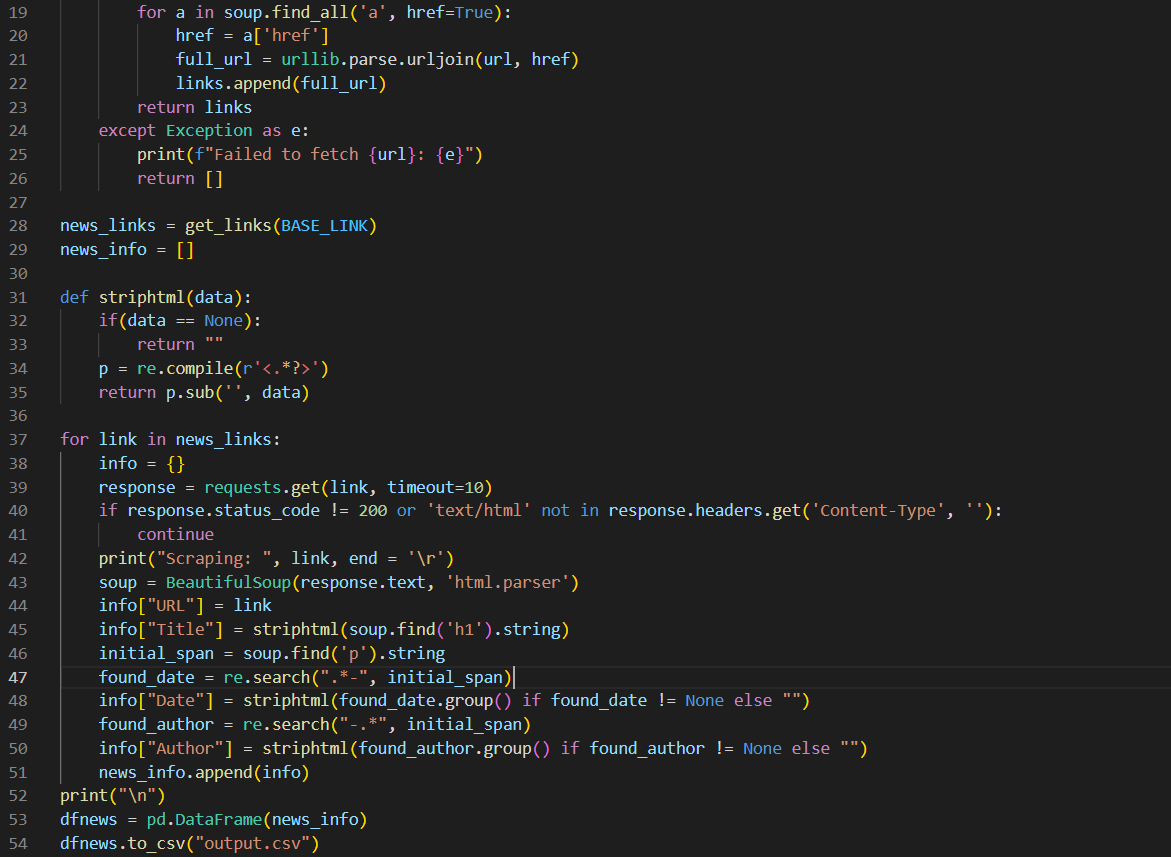 19 for a in soup.find_all('a', href=True):
20 href = a['href']
21 full_url = urllib.parse.urljoin(url, href)
22 links.append(full_url)
23 return links
24 except Exception as e:
25 print(f"Failed to fetch {url}: {e}")
26 return []
27
28 news_links = get_links(BASE_LINK)
29 news_info = []
30
31 def striphtml(data):
32 if(data == None):
33 return ""
34 p = re.compile(r'<.*?>')
35 return p.sub('', data)
36
37 for link in news_links:
38 info = {}
39 response = requests.get(link, timeout=10)
40 if response.status_code != 200 or 'text/html' not in response.headers.get('Content-Type', ''):
41 continue
42 print("Scraping: ", link, end = '\r')
43 soup = BeautifulSoup(response.text, 'html.parser')
44 info["URL"] = link
45 info["Title"] = striphtml(soup.find('h1').string)
46 initial_span = soup.find('p').string
47 found_date = re.search(".*-", initial_span)
48 info["Date"] = striphtml(found_date.group() if found_date != None else "")
49 found_author = re.search("-.*", initial_span)
50 info["Author"] = striphtml(found_author.group() if found_author != None else "")
51 news_info.append(info)
52 print("\n")
53 dfnews = pd.DataFrame(news_info)
54 dfnews.to_csv("output.csv")